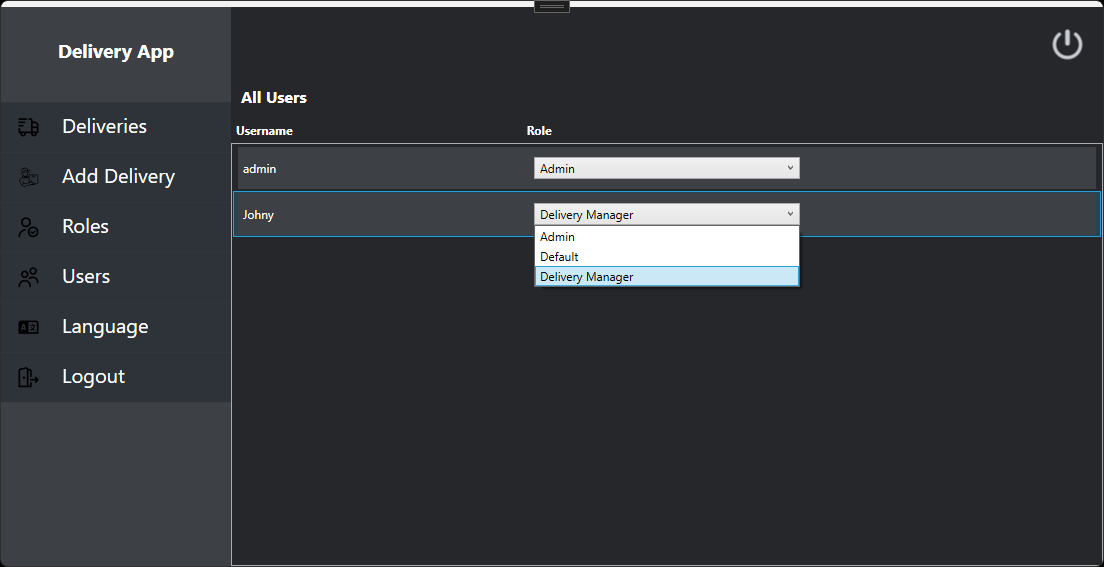 Delivery App
Deliveries
Add Delivery
Roles
Users
Language
Logout
All Users
Username Role
admin Admin
Johny Delivery Manager
Admin
Default
Delivery Manager